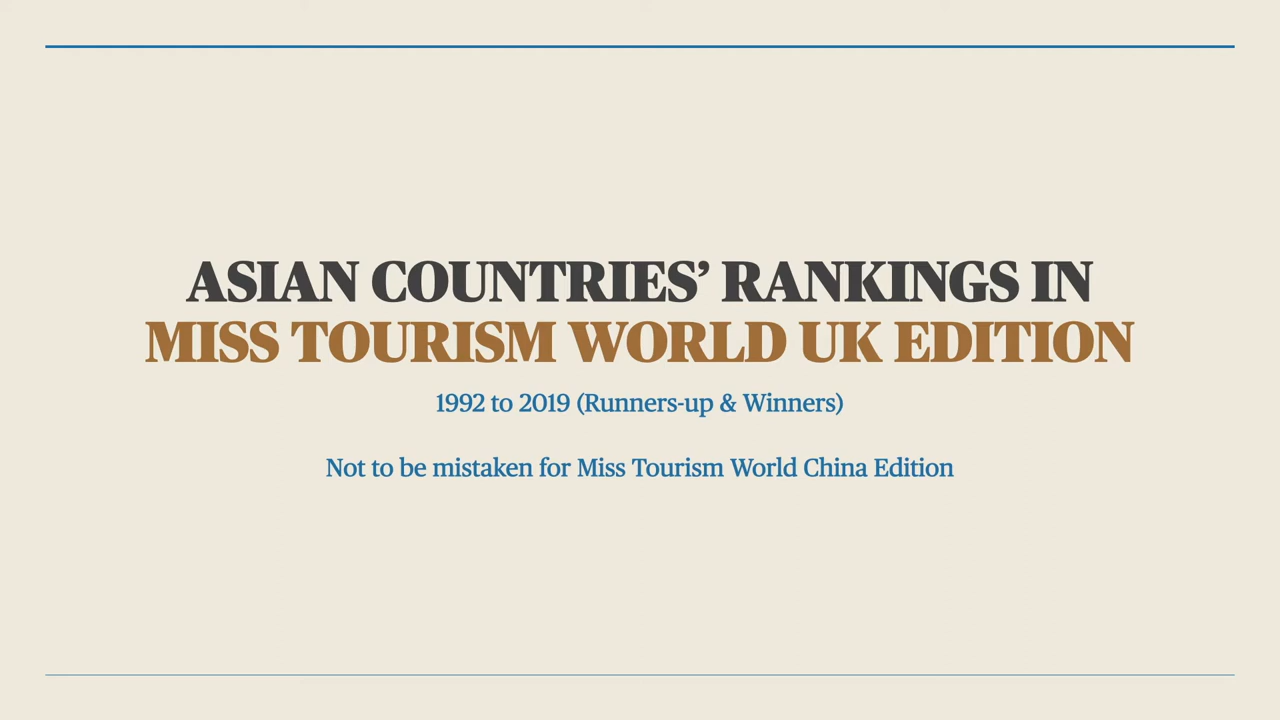 ASIAN COUNTRIES’ RANKINGS IN
MISS TOURISM WORLD UK EDITION
1992 to 2019 (Runners-up & Winners)
Not to be mistaken for Miss Tourism World China Edition